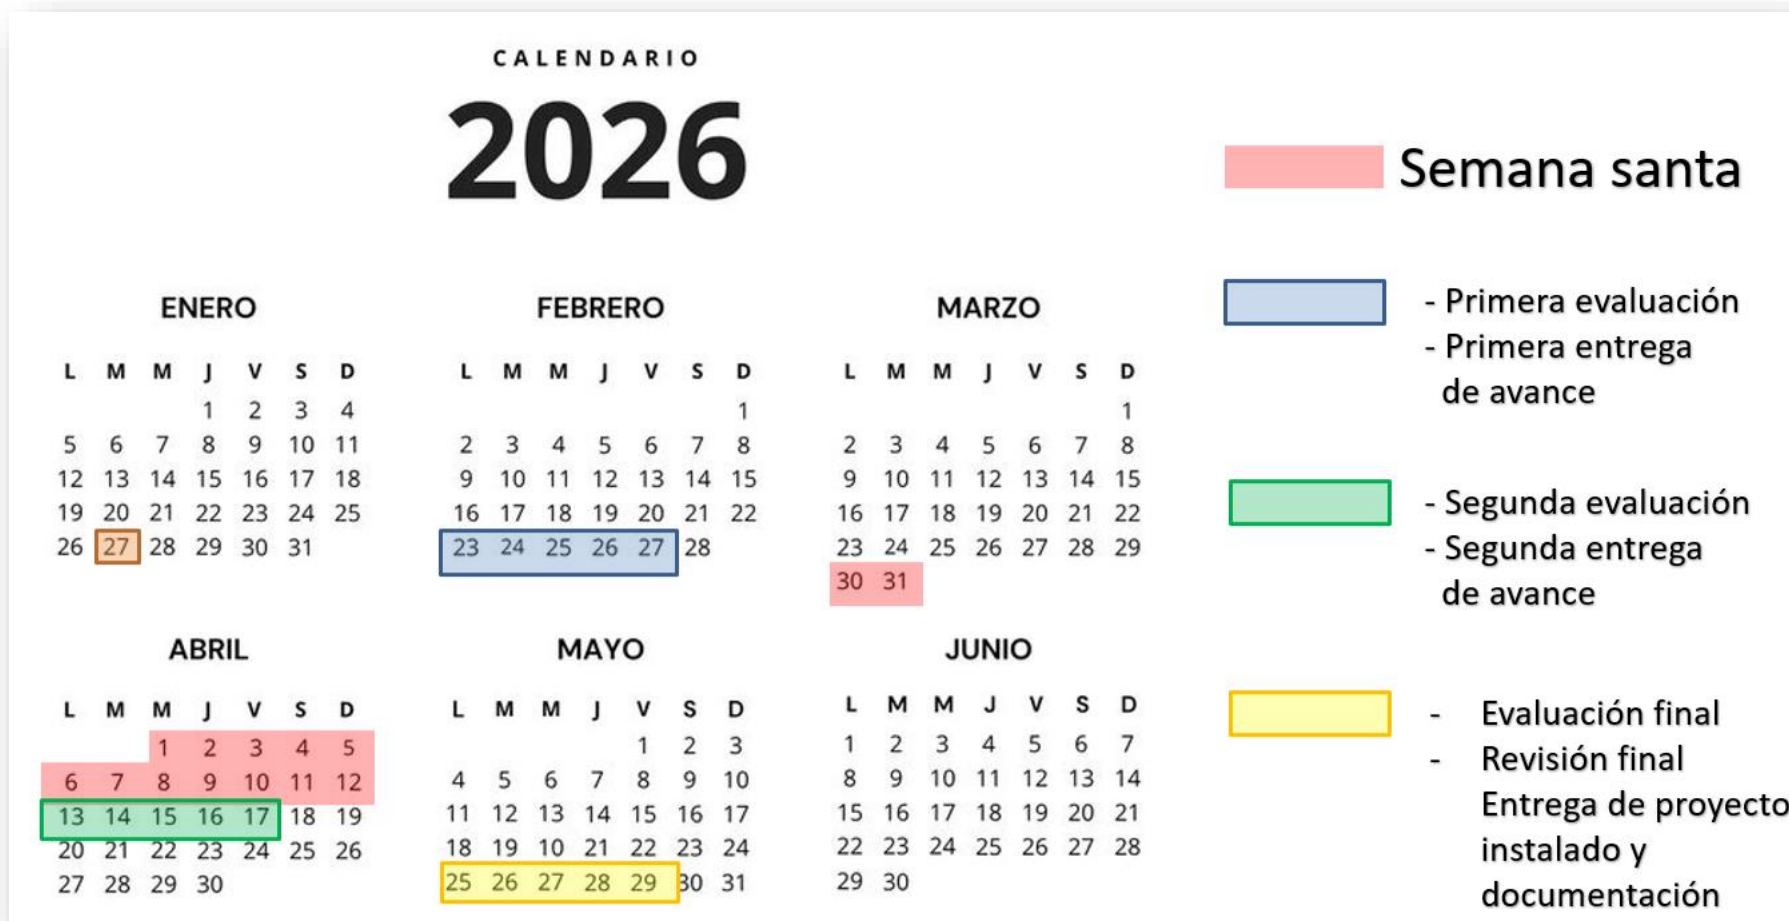 CALENDARIO
2026
ENERO
L M M J V S D
1 2 3 4
5 6 7 8 9 10 11
12 13 14 15 16 17 18
19 20 21 22 23 24 25
26 27 28 29 30 31
FEBRERO
L M M J V S D
1
2 3 4 5 6 7 8
9 10 11 12 13 14 15
16 17 18 19 20 21 22
23 24 25 26 27 28
MARZO
L M M J V S D
1
2 3 4 5 6 7 8
9 10 11 12 13 14 15
16 17 18 19 20 21 22
23 24 25 26 27 28 29
30 31
ABRIL
L M M J V S D
1 2 3 4 5
6 7 8 9 10 11 12
13 14 15 16 17 18 19
20 21 22 23 24 25 26
27 28 29 30
MAYO
L M M J V S D
1 2 3
4 5 6 7 8 9 10
11 12 13 14 15 16 17
18 19 10 21 22 23 24
25 26 27 28 29 30 31
JUNIO
L M M J V S D
1 2 3 4 5 6 7
8 9 10 11 12 13 14
15 16 17 18 19 20 21
22 23 24 25 26 27 28
29 30
Semana santa
- Primera evaluación
- Primera entrega
de avance
- Segunda evaluación
- Segunda entrega
de avance
- Evaluación final
- Revisión final
Entrega de proyecto
instalado y
documentación